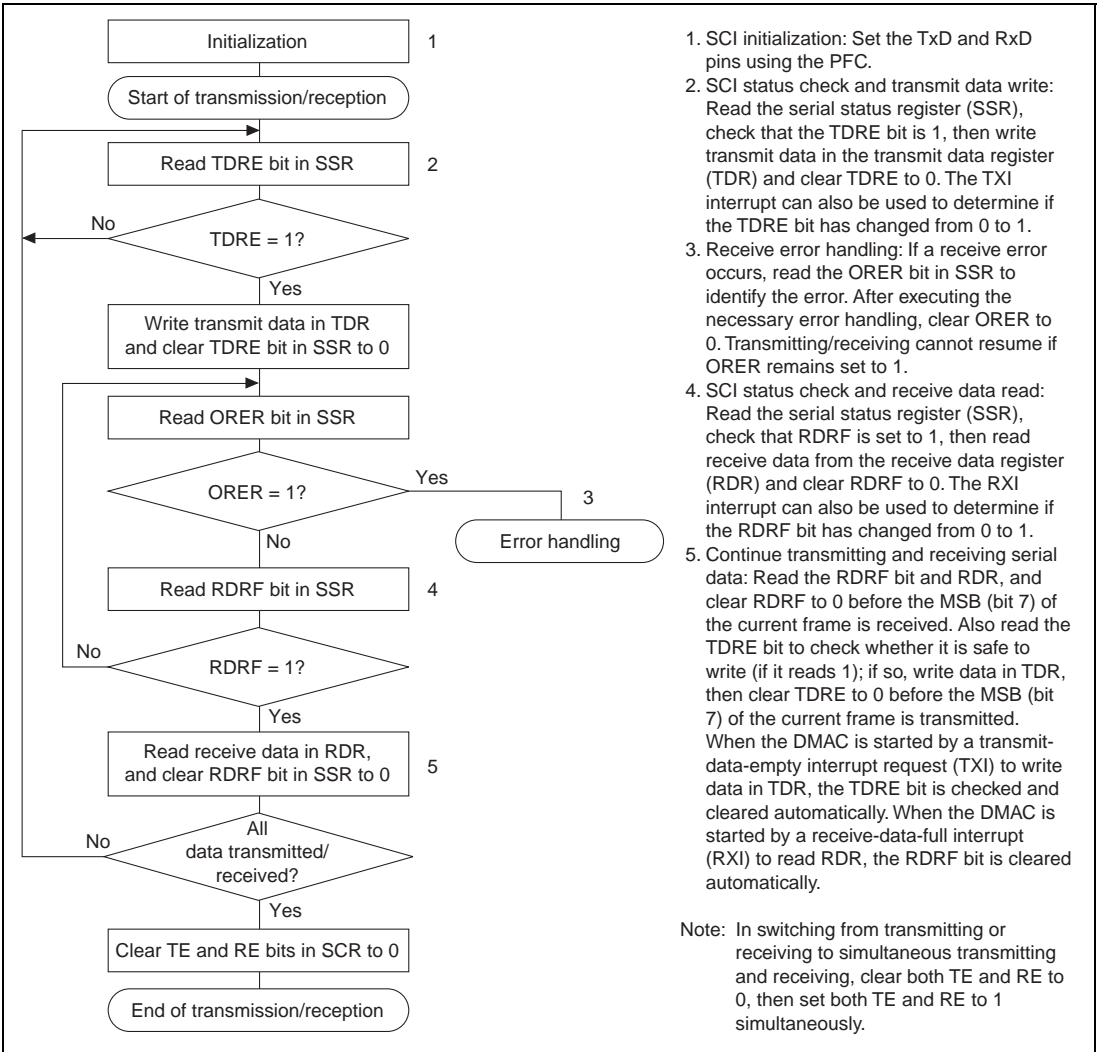 Initialization
1
Start of transmission/reception
Read TDRE bit in SSR
2
No
TDRE = 1?
Yes
Write transmit data in TDR
and clear TDRE bit in SSR to 0
Read ORER bit in SSR
Yes
ORER = 1?
3
No
Error handling
Read RDRF bit in SSR
4
No
RDRF = 1?
Yes
Read receive data in RDR,
and clear RDRF bit in SSR to 0
5
All
data transmitted/
received?
No
Yes
Clear TE and RE bits in SCR to 0
End of transmission/reception
1. SCI initialization: Set the TxD and RxD
pins using the PFC.
2. SCI status check and transmit data write:
Read the serial status register (SSR),
check that the TDRE bit is 1, then write
transmit data in the transmit data register
(TDR) and clear TDRE to 0. The TXI
interrupt can also be used to determine if
the TDRE bit has changed from 0 to 1.
3. Receive error handling: If a receive error
occurs, read the ORER bit in SSR to
identify the error. After executing the
necessary error handling, clear ORER to
0. Transmitting/receiving cannot resume if
ORER remains set to 1.
4. SCI status check and receive data read:
Read the serial status register (SSR),
check that RDRF is set to 1, then read
receive data from the receive data register
(RDR) and clear RDRF to 0. The RXI
interrupt can also be used to determine if
the RDRF bit has changed from 0 to 1.
5. Continue transmitting and receiving serial
data: Read the RDRF bit and RDR, and
clear RDRF to 0 before the MSB (bit 7) of
the current frame is received. Also read the
TDRE bit to check whether it is safe to
write (if it reads 1); if so, write data in TDR,
then clear TDRE to 0 before the MSB (bit
7) of the current frame is transmitted.
When the DMAC is started by a transmit-
data-empty interrupt request (TXI) to write
data in TDR, the TDRE bit is checked and
cleared automatically. When the DMAC is
started by a receive-data-full interrupt
(RXI) to read RDR, the RDRF bit is cleared
automatically.
Note: In switching from transmitting or
receiving to simultaneous transmitting
and receiving, clear both TE and RE to
0, then set both TE and RE to 1
simultaneously.